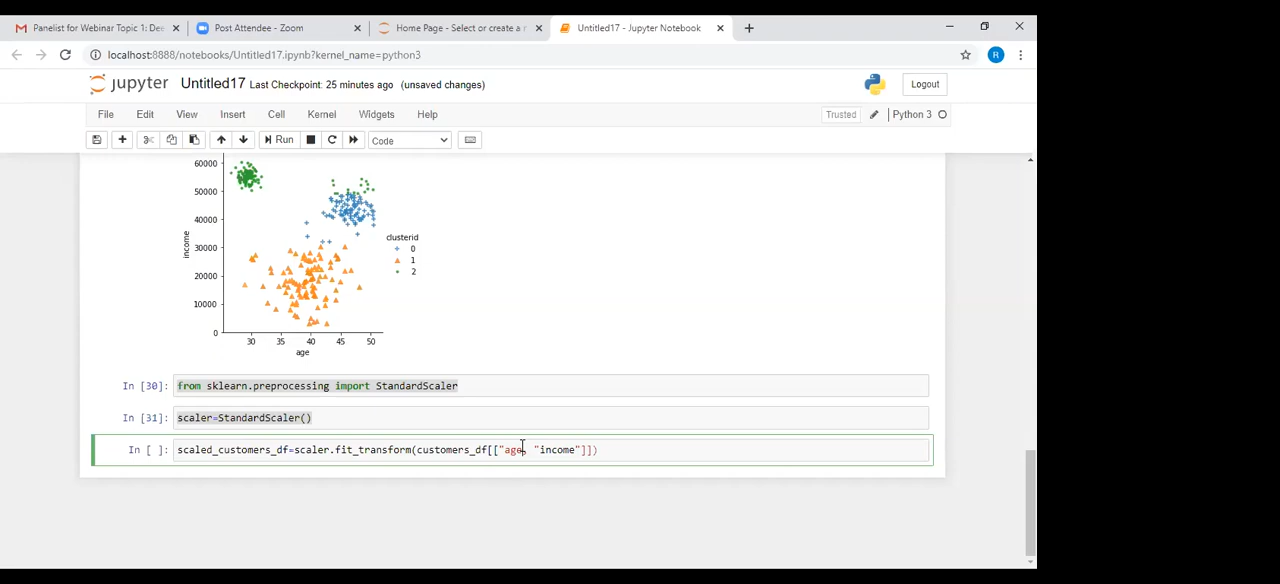 Panelist for Webinar Topic 1: Dee
Post Attendee - Zoom
Home Page - Select or create a n
Untitled17 - Jupyter Notebook
localhost:8888/notebooks/Untitled17.ipynb?kernel_name=python3
R
jupyter Untitled17 Last Checkpoint: 25 minutes ago (unsaved changes)
Logout
File Edit View Insert Cell Kernel Widgets Help
Trusted Python 3
Run Code
60000
50000
40000
30000
20000
10000
0
income
30 35 40 45 50
age
clusterid
0
1
2
In [30]: from sklearn.preprocessing import StandardScaler
In [31]: scaler=StandardScaler()
In [ ]: scaled_customers_df=scaler.fit_transform(customers_df[["age, "income"]])